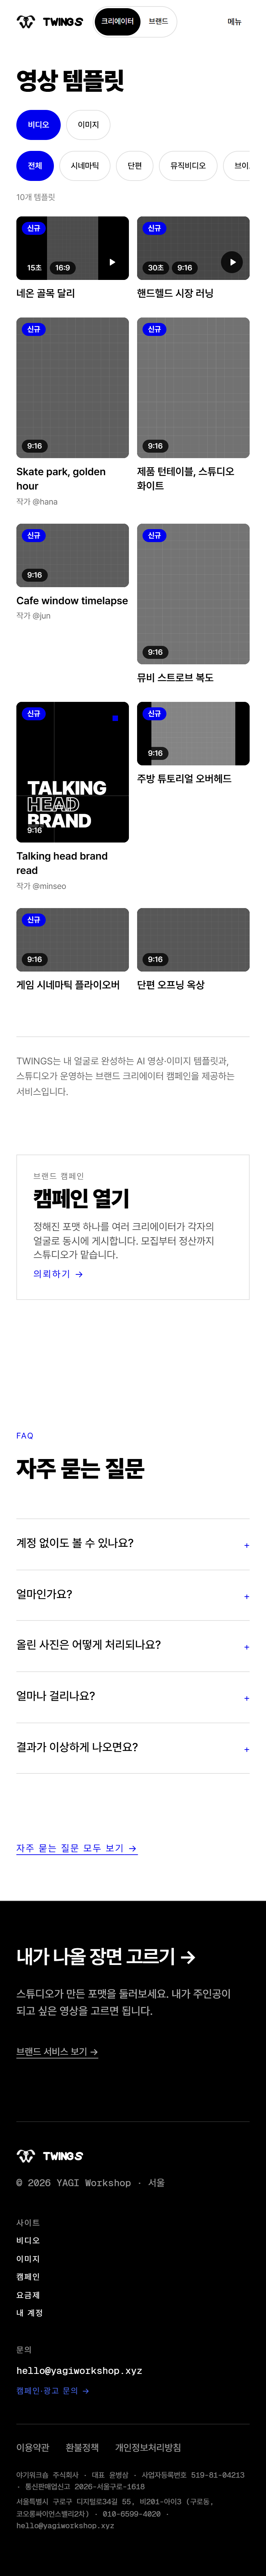 TWINGS
크리에이터
브랜드
메뉴
영상 템플릿
비디오
이미지
전체
시네마틱
단편
뮤직비디오
브이
10개 템플릿
신규
15초
16:9
네온 골목 달리
신규
30초
9:16
핸드헬드 시장 러닝
신규
9:16
Skate park, golden
hour
작가 @hana
신규
9:16
제품 턴테이블, 스튜디오
화이트
신규
9:16
Cafe window timelapse
작가 @jun
신규
9:16
뮤비 스트로브 복도
신규
TALKING
HEAD
BRAND
9:16
Talking head brand
read
작가 @minseo
신규
9:16
주방 튜토리얼 오버헤드
신규
9:16
게임 시네마틱 플라이오버
9:16
단편 오프닝 옥상
TWINGS는 내 얼굴로 완성하는 AI 영상·이미지 템플릿과,
스튜디오가 운영하는 브랜드 크리에이터 캠페인을 제공하는
서비스입니다.
브랜드 캠페인
캠페인 열기
정해진 포맷 하나를 여러 크리에이터가 각자의
얼굴로 동시에 게시합니다. 모집부터 정산까지
스튜디오가 맡습니다.
의뢰하기 →
FAQ
자주 묻는 질문
계정 없이도 볼 수 있나요?
+
얼마인가요?
+
올린 사진은 어떻게 처리되나요?
+
얼마나 걸리나요?
+
결과가 이상하게 나오면요?
+
자주 묻는 질문 모두 보기 →
내가 나올 장면 고르기 →
스튜디오가 만든 포맷을 둘러보세요. 내가 주인공이
되고 싶은 영상을 고르면 됩니다.
브랜드 서비스 보기 →
TWINGS
© 2026 YAGI Workshop · 서울
사이트
비디오
이미지
캠페인
요금제
내 계정
문의
hello@yagiworkshop.xyz
캠페인·광고 문의 →
이용약관
환불정책
개인정보처리방침
야기워크숍 주식회사 · 대표 윤병삼 · 사업자등록번호 519-81-04213
· 통신판매업신고 2026-서울구로-1618
서울특별시 구로구 디지털로34길 55, 비201-아이3 (구로동,
코오롱싸이언스밸리2차) · 010-6599-4020 ·
hello@yagiworkshop.xyz